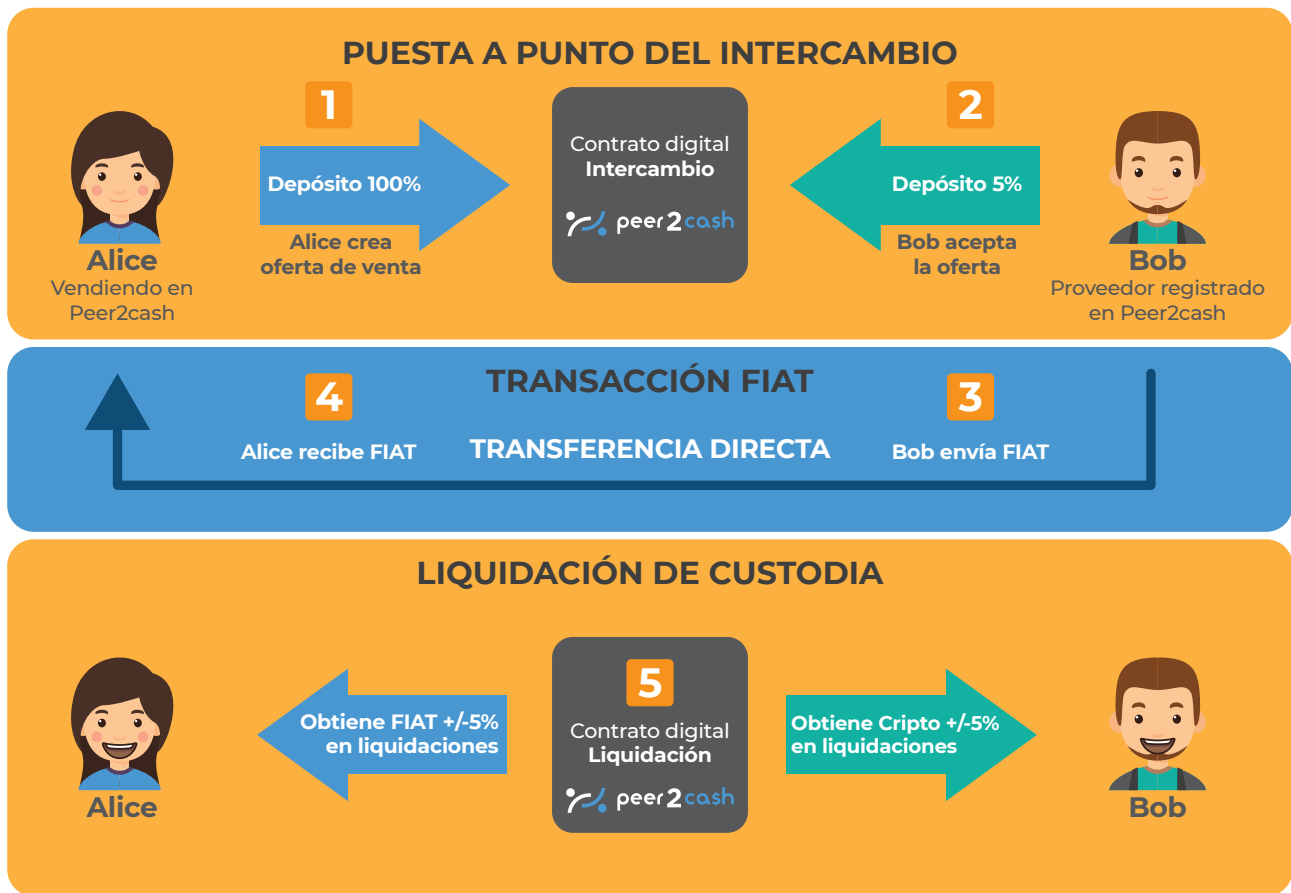 PUESTA A PUNTO DEL INTERCAMBIO
1
Depósito 100%
Alice crea
oferta de venta
Alice
Vendiendo en
Peer2cash
Contrato digital
Intercambio
peer2cash
2
Depósito 5%
Bob acepta
la oferta
Bob
Proveedor registrado
en Peer2cash
TRANSACCIÓN FIAT
4
Alice recibe FIAT
TRANSFERENCIA DIRECTA
3
Bob envía FIAT
LIQUIDACIÓN DE CUSTODIA
Alice
Obtiene FIAT +/-5%
en liquidaciones
5
Contrato digital
Liquidación
peer2cash
Obtiene Cripto +/-5%
en liquidaciones
Bob